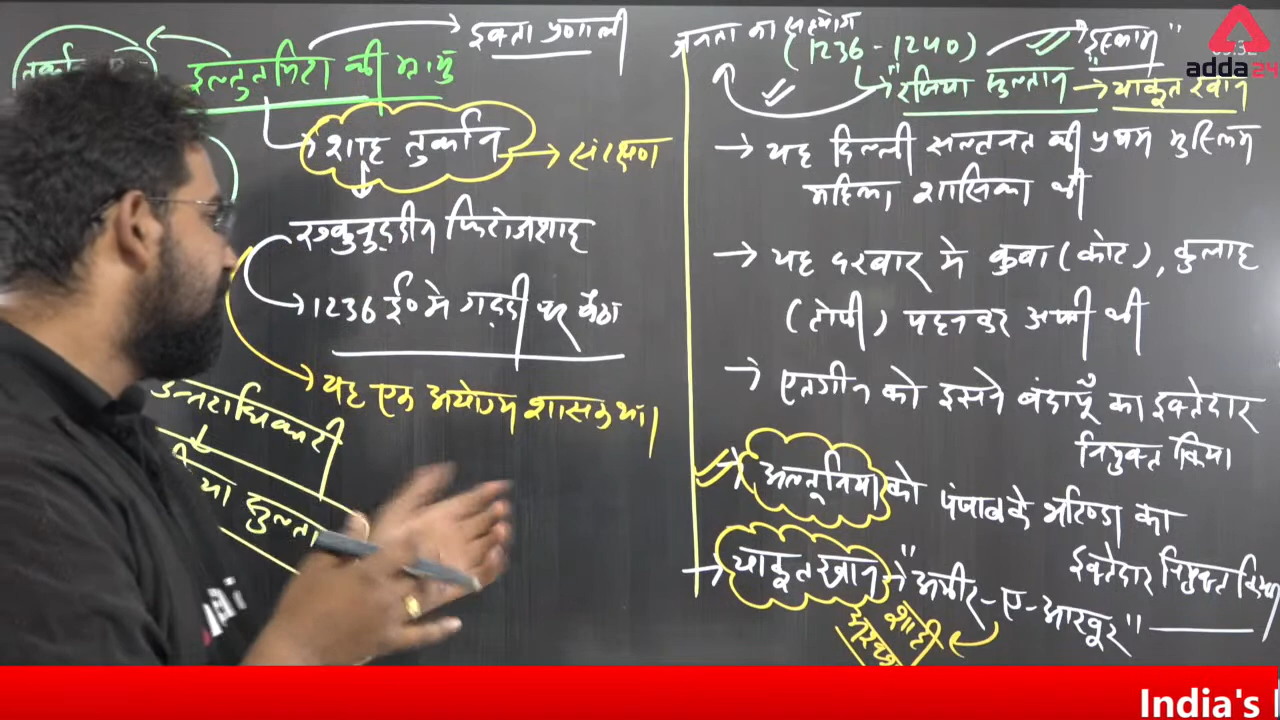 इल्तुतमिश की मृत्यु
इक्ता प्रणाली
शाह तुर्कान → संरक्षण
रुकुनुद्दीन फिरोजशाह
→ 1236 ई० मे गद्दी पर बैठा
→ यह एक अयोग्य शासक था।
उत्तराधिकारी
जनता का सहयोग
(1236 - 1240)
"रजिया सुल्तान" → याकूत खान
adda24
→ यह दिल्ली सल्तनत की प्रथम मुस्लिम
महिला शासिका थी
→ यह दरबार मे कुबा (कोट), कुलाह
(टोपी) पहनकर आती थी
→ एतगीन को इसने बंदायूँ का इक्तेदार
नियुक्त किया
→ अल्तूनिया को पंजाब के भटिण्डा का
इक्तेदार नियुक्त किया
→ याकूत खान → "अमीर-ए-आखूर"
शाही
India's